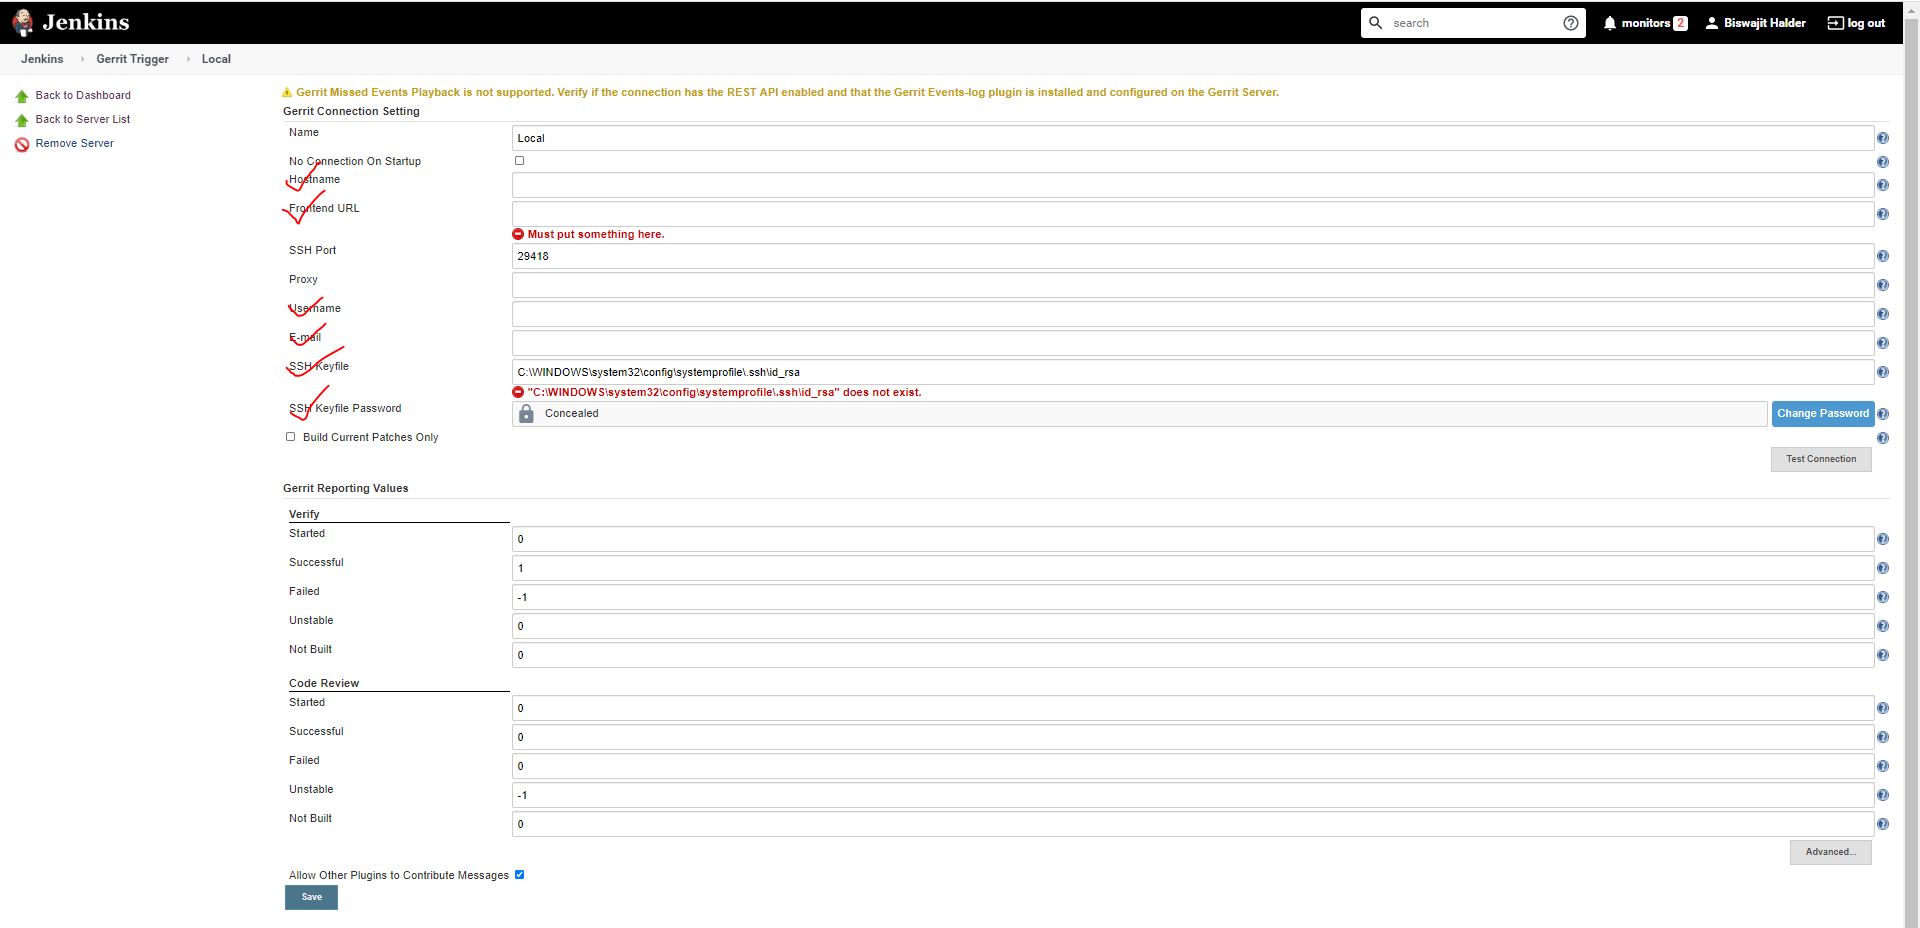 Jenkins
search
monitors 2
Biswajit Halder
log out
Jenkins
Gerrit Trigger
Local
Back to Dashboard
Back to Server List
Remove Server
Gerrit Missed Events Playback is not supported. Verify if the connection has the REST API enabled and that the Gerrit Events-log plugin is installed and configured on the Gerrit Server.
Gerrit Connection Setting
Name
Local
No Connection On Startup
Hostname
Frontend URL
Must put something here.
SSH Port
29418
Proxy
Username
E-mail
SSH Keyfile
C:\WINDOWS\system32\config\systemprofile\.ssh\id_rsa
"C:\WINDOWS\system32\config\systemprofile\.ssh\id_rsa" does not exist.
SSH Keyfile Password
Concealed
Change Password
Build Current Patches Only
Test Connection
Gerrit Reporting Values
Verify
Started
0
Successful
1
Failed
-1
Unstable
0
Not Built
0
Code Review
Started
0
Successful
0
Failed
0
Unstable
-1
Not Built
0
Advanced...
Allow Other Plugins to Contribute Messages
Save